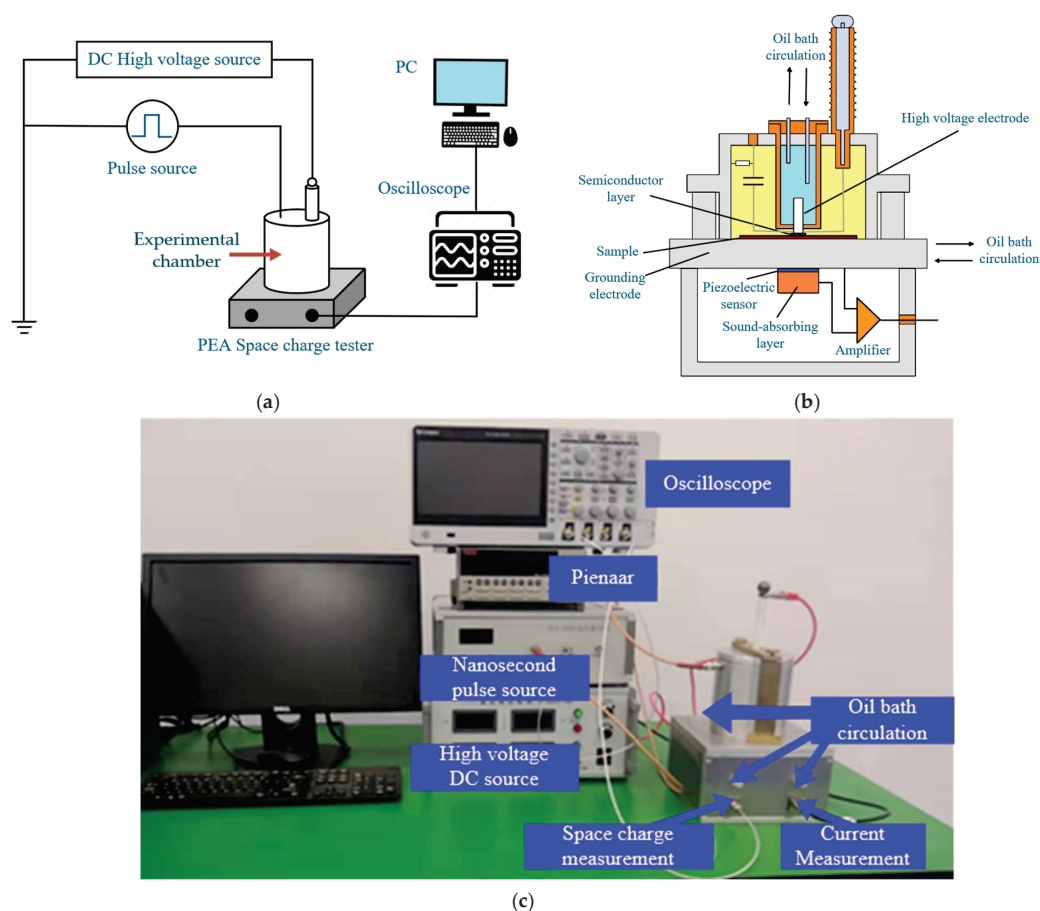 DC High voltage source
Pulse source
Experimental
chamber
PEA Space charge tester
PC
Oscilloscope
(a)
Oil bath
circulation
High voltage electrode
Semiconductor
layer
Sample
Grounding
electrode
Oil bath
circulation
Piezoelectric
sensor
Sound-absorbing
layer
Amplifier
(b)
Oscilloscope
Pienaar
Nanosecond
pulse source
High voltage
DC source
Oil bath
circulation
Space charge
measurement
Current
Measurement
DELL
(c)